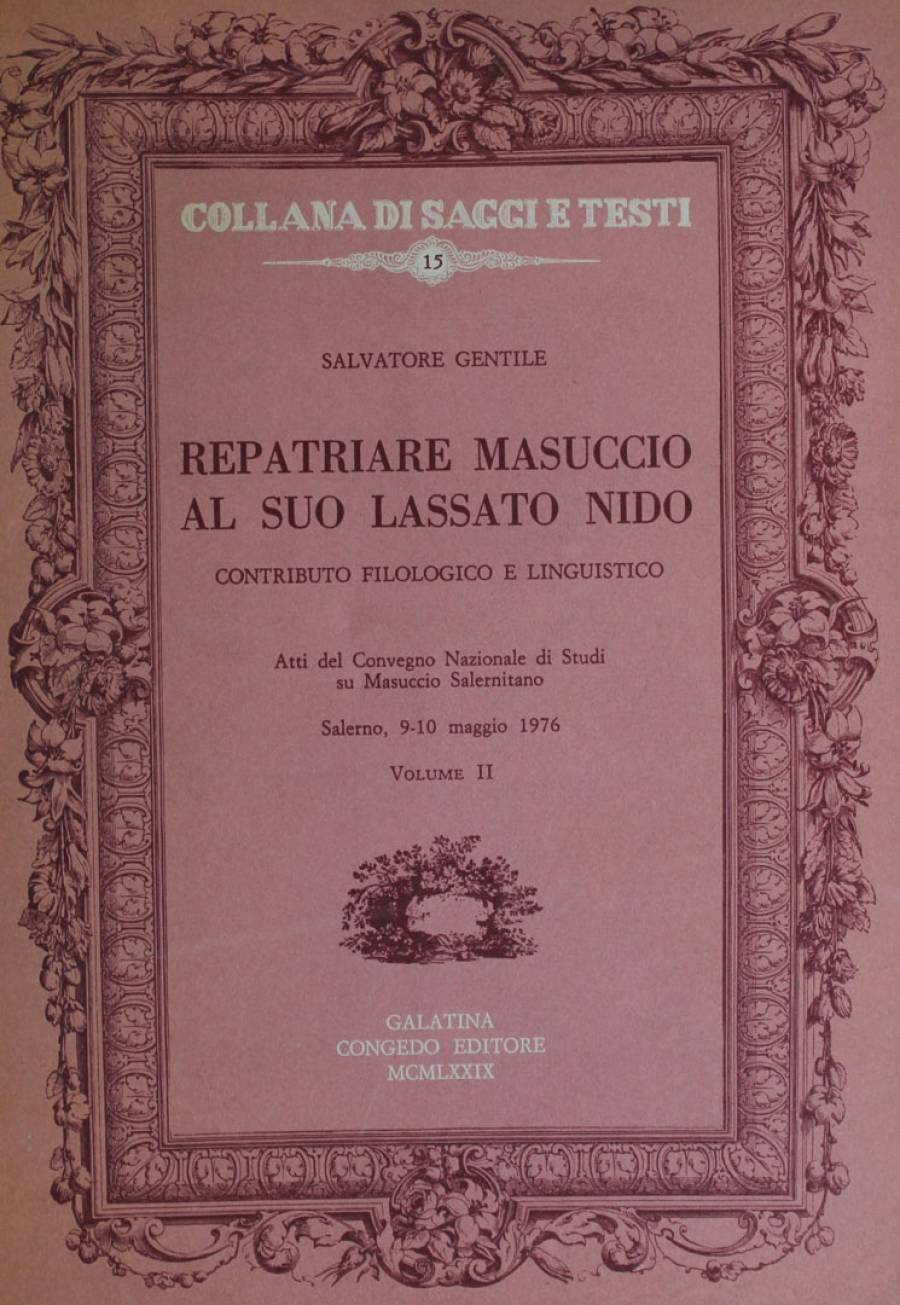 COLLANA DI SAGGI E TESTI
15
SALVATORE GENTILE
REPATRIARE MASUCCIO
AL SUO LASSATO NIDO
CONTRIBUTO FILOLOGICO E LINGUISTICO
Atti del Convegno Nazionale di Studi
su Masuccio Salernitano
Salerno, 9-10 maggio 1976
VOLUME II
GALATINA
CONGEDO EDITORE
MCMLXXIX